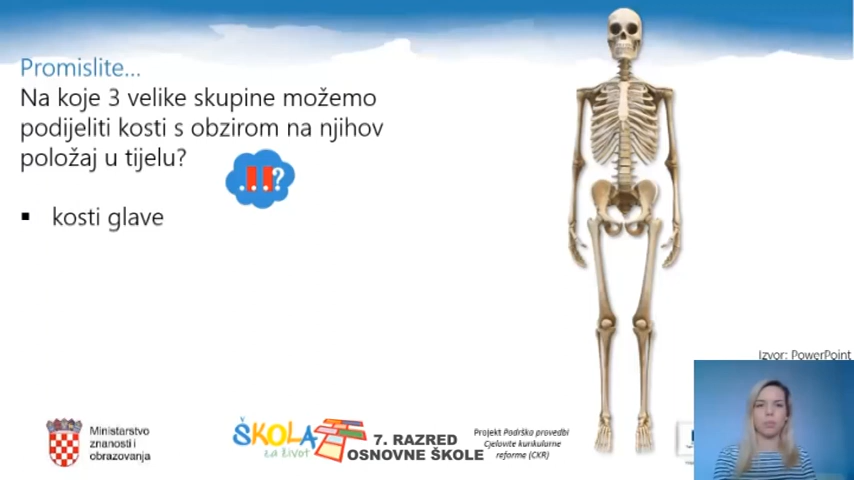 Promislite...
Na koje 3 velike skupine možemo
podijeliti kosti s obzirom na njihov
položaj u tijelu?
...?
▪ kosti glave
Izvor: PowerPoint
Ministarstvo
znanosti i
obrazovanja
ŠKOLA
za život
7. RAZRED
OSNOVNE ŠKOLE
Projekt Podrška provedbi
Cjelovite kurikularne
reforme (CKR)